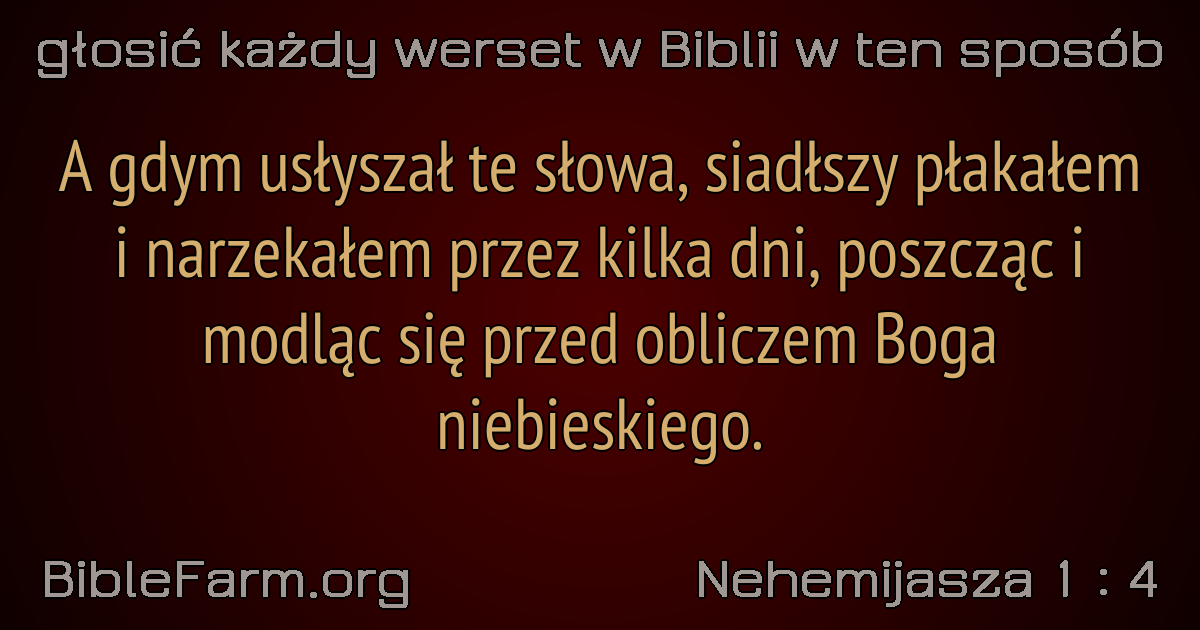 głosić każdy werset w Biblii w ten sposób
A gdym usłyszał te słowa, siadłszy płakałem
i narzekałem przez kilka dni, poszcząc i
modląc się przed obliczem Boga
niebieskiego.
BibleFarm.org
Nehemijasza 1 : 4